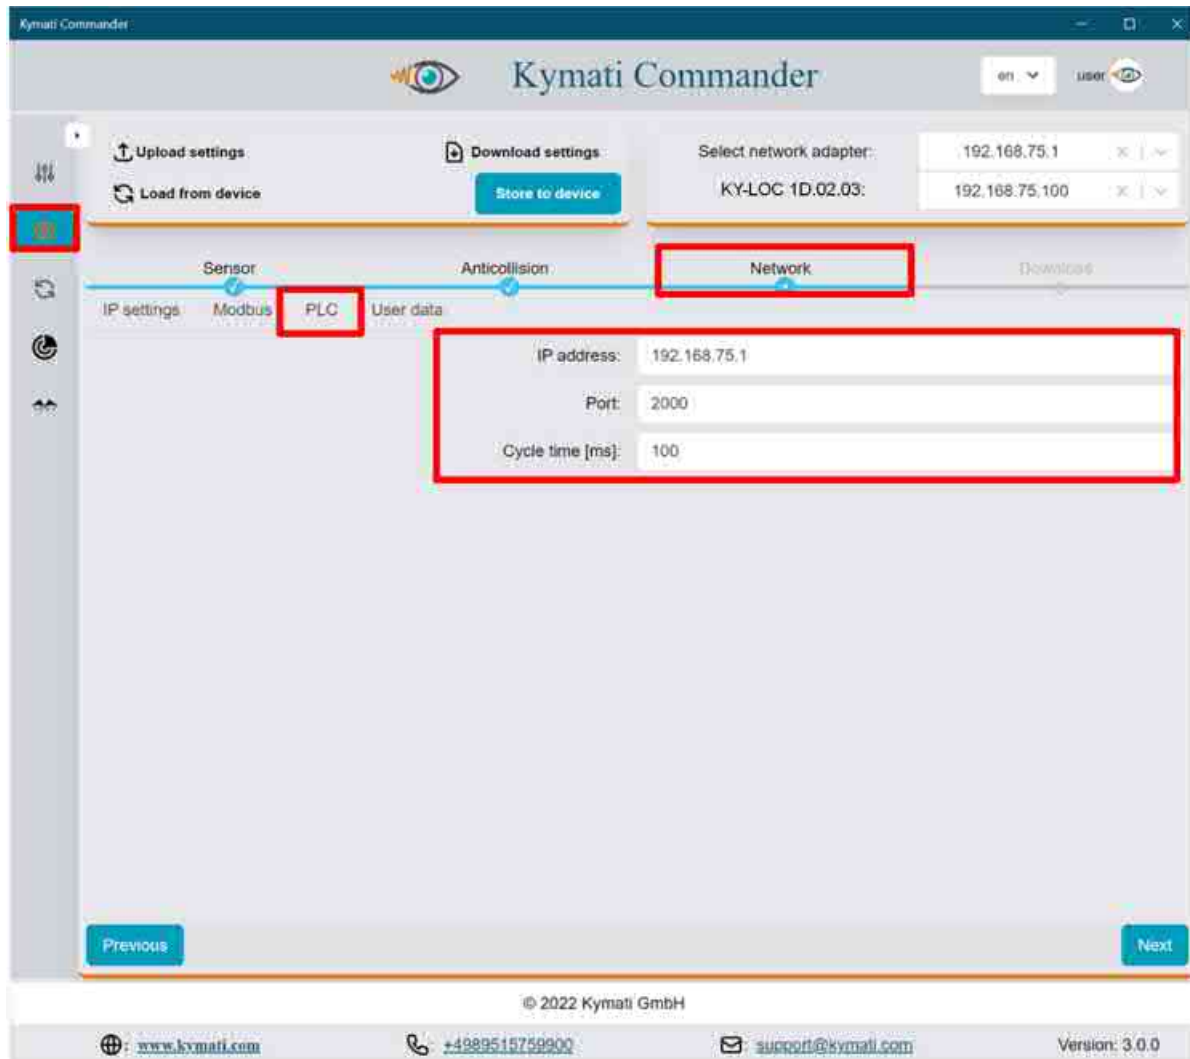 Kymati Commander
Kymati Commander
en
user
Upload settings
Download settings
Load from device
Store to device
Select network adapter:
192.168.75.1
KY-LOC 1D.02.03:
192.168.75.100
Sensor
Anticollision
Network
Download
IP settings
Modbus
PLC
User data
IP address:
192.168.75.1
Port:
2000
Cycle time [ms]:
100
Previous
Next
© 2022 Kymati GmbH
: www.kymati.com
: +4989515759900
: support@kymati.com
Version: 3.0.0